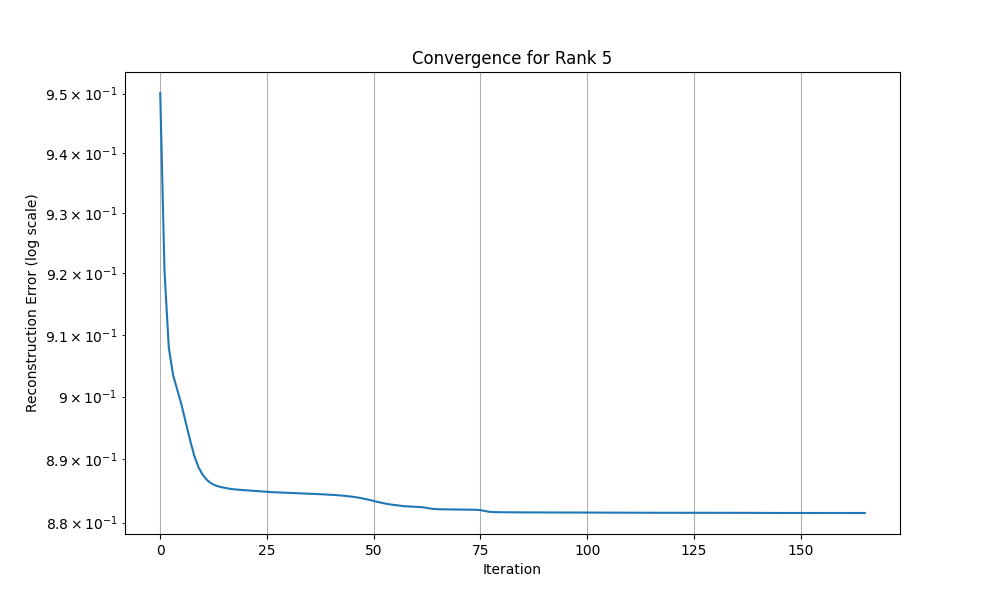 Convergence for Rank 5
Reconstruction Error (log scale)
9.5 × 10⁻¹
9.4 × 10⁻¹
9.3 × 10⁻¹
9.2 × 10⁻¹
9.1 × 10⁻¹
9 × 10⁻¹
8.9 × 10⁻¹
8.8 × 10⁻¹
0 25 50 75 100 125 150
Iteration